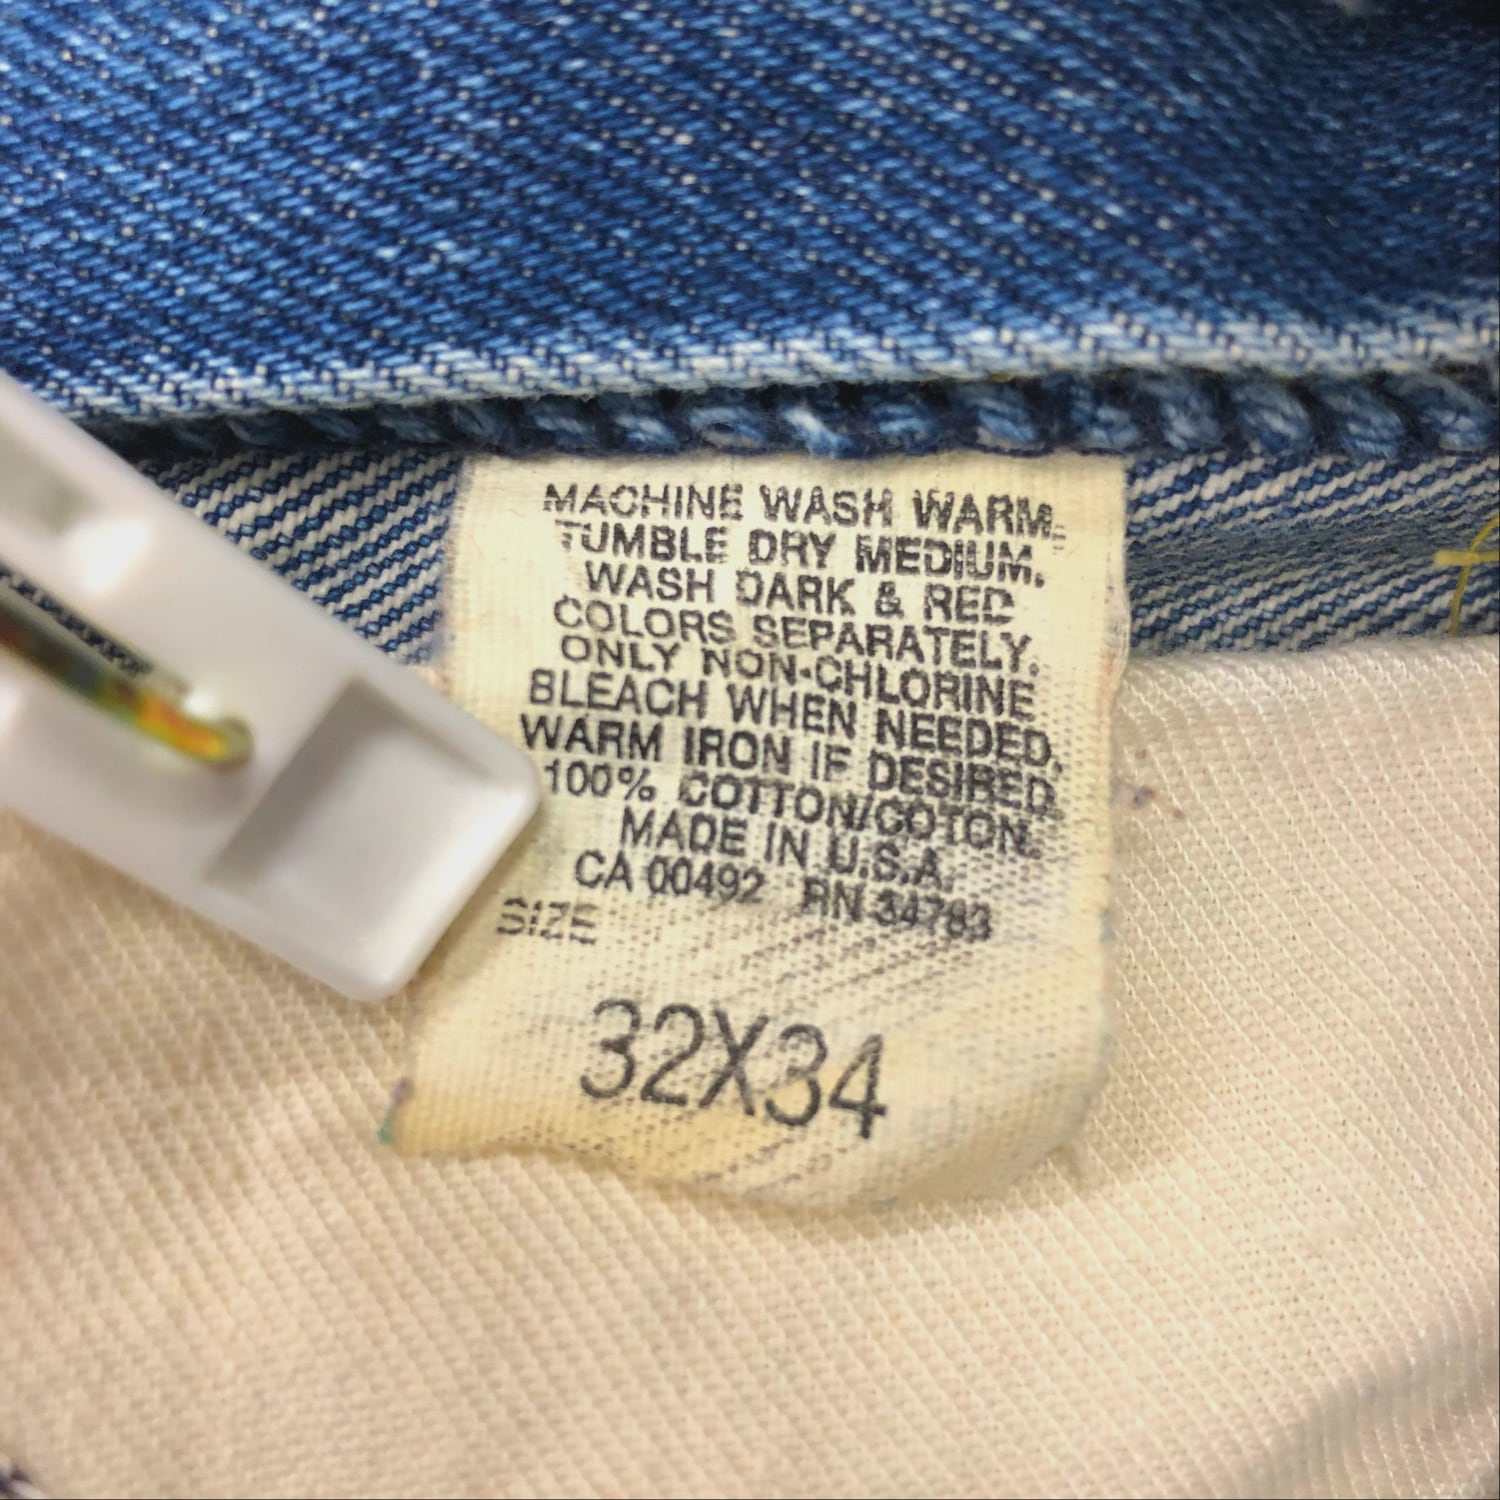 MACHINE WASH WARM.
TUMBLE DRY MEDIUM.
WASH DARK & RED
COLORS SEPARATELY.
ONLY NON-CHLORINE
BLEACH WHEN NEEDED.
WARM IRON IF DESIRED
100% COTTON/COTON.
MADE IN U.S.A.
CA 00492 RN 34783
SIZE
32X34